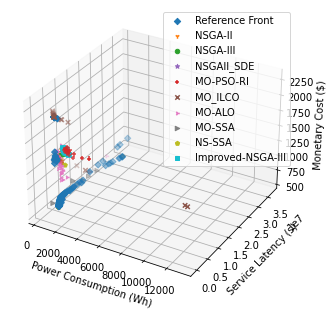 Reference Front
NSGA-II
NSGA-III
NSGAII_SDE
MO-PSO-RI
MO_ILCO
MO-ALO
MO-SSA
NS-SSA
Improved-NSGA-III
2250
2000
1750
1500
1250
1000
750
500
Monetary Cost ($)
0
2000
4000
6000
8000
10000
12000
Power Consumption (Wh)
0.0
0.5
1.0
1.5
2.0
2.5
3.0
3.5
Service Latency (s)